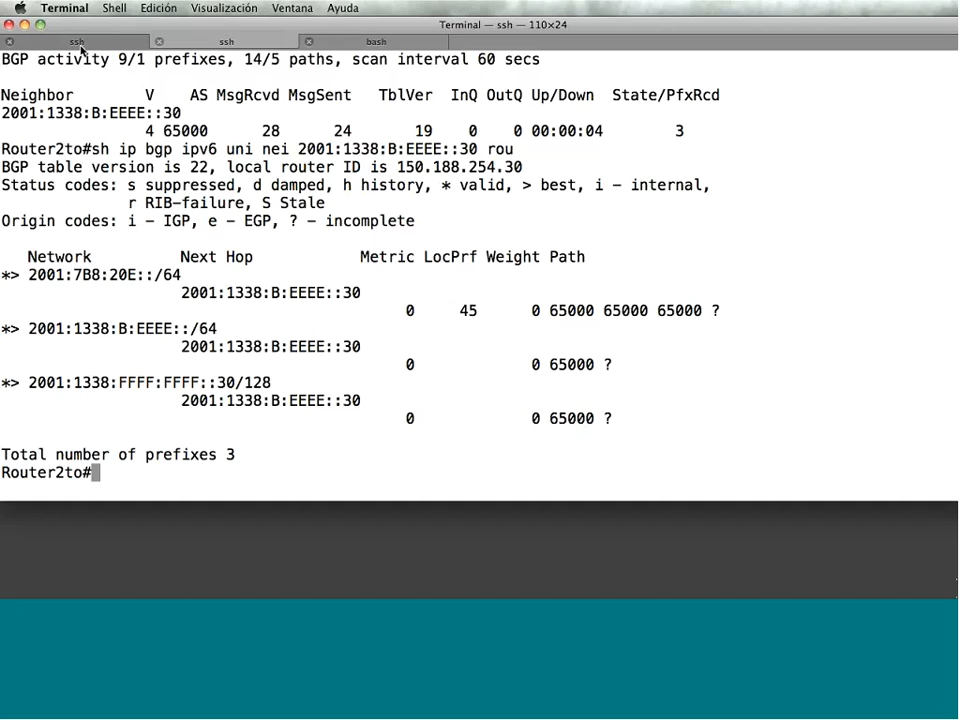 Terminal Shell Edición Visualización Ventana Ayuda
Terminal — ssh — 110×24
ssh ssh bash
BGP activity 9/1 prefixes, 14/5 paths, scan interval 60 secs
Neighbor V AS MsgRcvd MsgSent TblVer InQ OutQ Up/Down State/PfxRcd
2001:1338:B:EEEE::30
4 65000 28 24 19 0 0 00:00:04 3
Router2to#sh ip bgp ipv6 uni nei 2001:1338:B:EEEE::30 rou
BGP table version is 22, local router ID is 150.188.254.30
Status codes: s suppressed, d damped, h history, * valid, > best, i - internal,
r RIB-failure, S Stale
Origin codes: i - IGP, e - EGP, ? - incomplete
Network Next Hop Metric LocPrf Weight Path
*> 2001:7B8:20E::/64
2001:1338:B:EEEE::30
0 45 0 65000 65000 65000 ?
*> 2001:1338:B:EEEE::/64
2001:1338:B:EEEE::30
0 0 65000 ?
*> 2001:1338:FFFF:FFFF::30/128
2001:1338:B:EEEE::30
0 0 65000 ?
Total number of prefixes 3
Router2to#